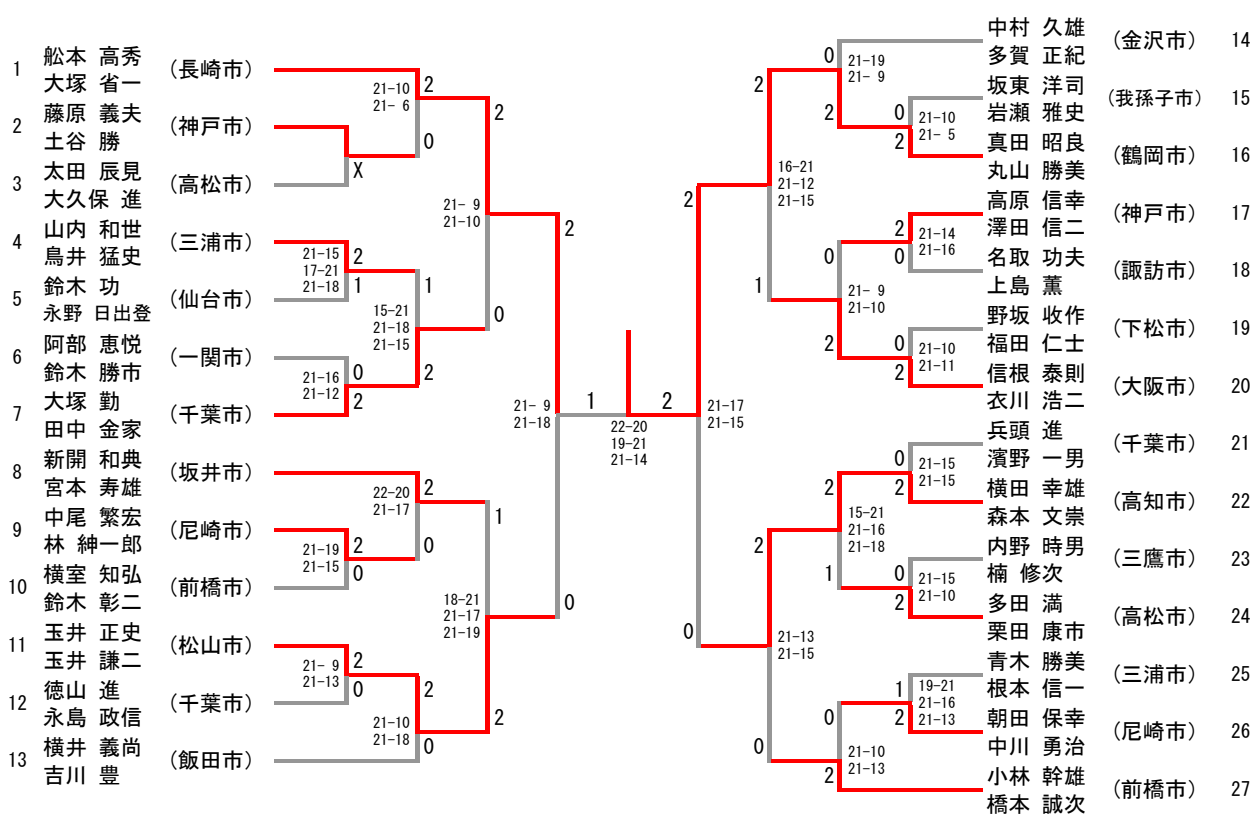 1 舩本 高秀 (長崎市)
大塚 省一
2 藤原 義夫 (神戸市)
土谷 勝
3 太田 辰見 (高松市)
大久保 進
4 山内 和世 (三浦市)
鳥井 猛史
5 鈴木 功 (仙台市)
永野 日出登
6 阿部 恵悦 (一関市)
鈴木 勝市
7 大塚 勤 (千葉市)
田中 金家
8 新開 和典 (坂井市)
宮本 寿雄
9 中尾 繁宏 (尼崎市)
林 紳一郎
10 横室 知弘 (前橋市)
鈴木 彰二
11 玉井 正史 (松山市)
玉井 謙二
12 徳山 進 (千葉市)
永島 政信
13 横井 義尚 (飯田市)
吉川 豊
21-10
21- 6
2
0
X
2
21-15
17-21
21-18
2
1
21-16
21-12
0
2
15-21
21-18
21-15
1
2
21- 9
21-10
0
2
22-20
21-17
2
0
21-19
21-15
2
0
21- 9
21-13
2
0
21-10
21-18
2
0
18-21
21-17
21-19
1
2
21- 9
21-18
0
1
2
22-20
19-21
21-14
中村 久雄 (金沢市) 14
多賀 正紀
坂東 洋司 (我孫子市) 15
岩瀬 雅史
真田 昭良 (鶴岡市) 16
丸山 勝美
高原 信幸 (神戸市) 17
澤田 信二
名取 功夫 (諏訪市) 18
上島 薫
野坂 收作 (下松市) 19
福田 仁士
信根 泰則 (大阪市) 20
衣川 浩二
兵頭 進 (千葉市) 21
濱野 一男
横田 幸雄 (高知市) 22
森本 文崇
内野 時男 (三鷹市) 23
楠 修次
多田 満 (高松市) 24
栗田 康市
青木 勝美 (三浦市) 25
根本 信一
朝田 保幸 (尼崎市) 26
中川 勇治
小林 幹雄 (前橋市) 27
橋本 誠次
0
21-19
21- 9
2
0
21-10
21- 5
2
2
16-21
21-12
21-15
1
2
21-14
21-16
0
0
21- 9
21-10
2
0
21-10
21-11
2
2
21-17
21-15
0
0
21-15
21-15
2
2
15-21
21-16
21-18
1
0
21-15
21-10
2
2
21-13
21-15
0
1
19-21
21-16
21-13
2
0
21-10
21-13
2